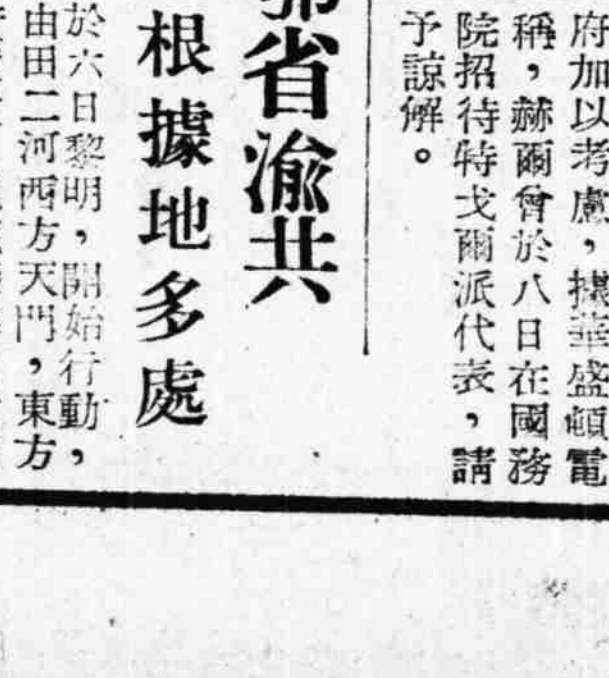 府加以考慮，據華盛頓電
稱，赫爾曾於八日在國務
院招待特戈爾派代表，請
予諒解。
省渝共
根據地多處
於六日黎明，開始行動，
由田二河西方天門，東方